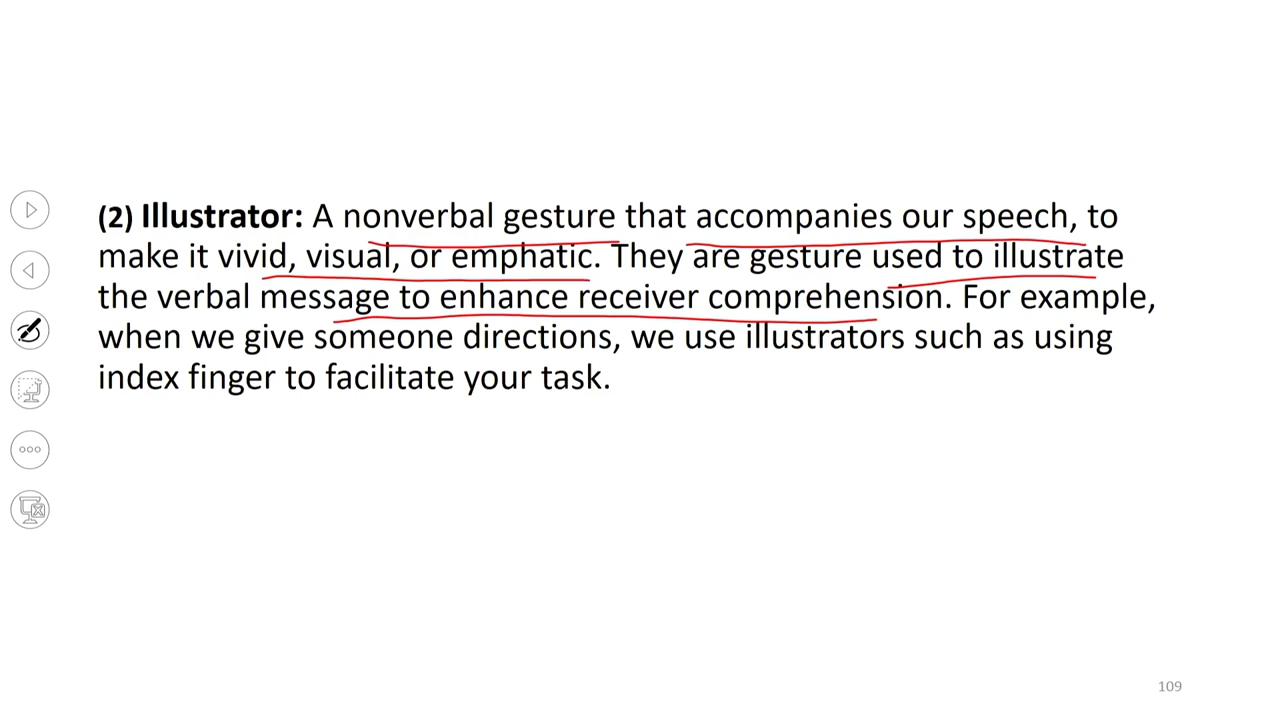 (2) Illustrator: A nonverbal gesture that accompanies our speech, to
make it vivid, visual, or emphatic. They are gesture used to illustrate
the verbal message to enhance receiver comprehension. For example,
when we give someone directions, we use illustrators such as using
index finger to facilitate your task.
109